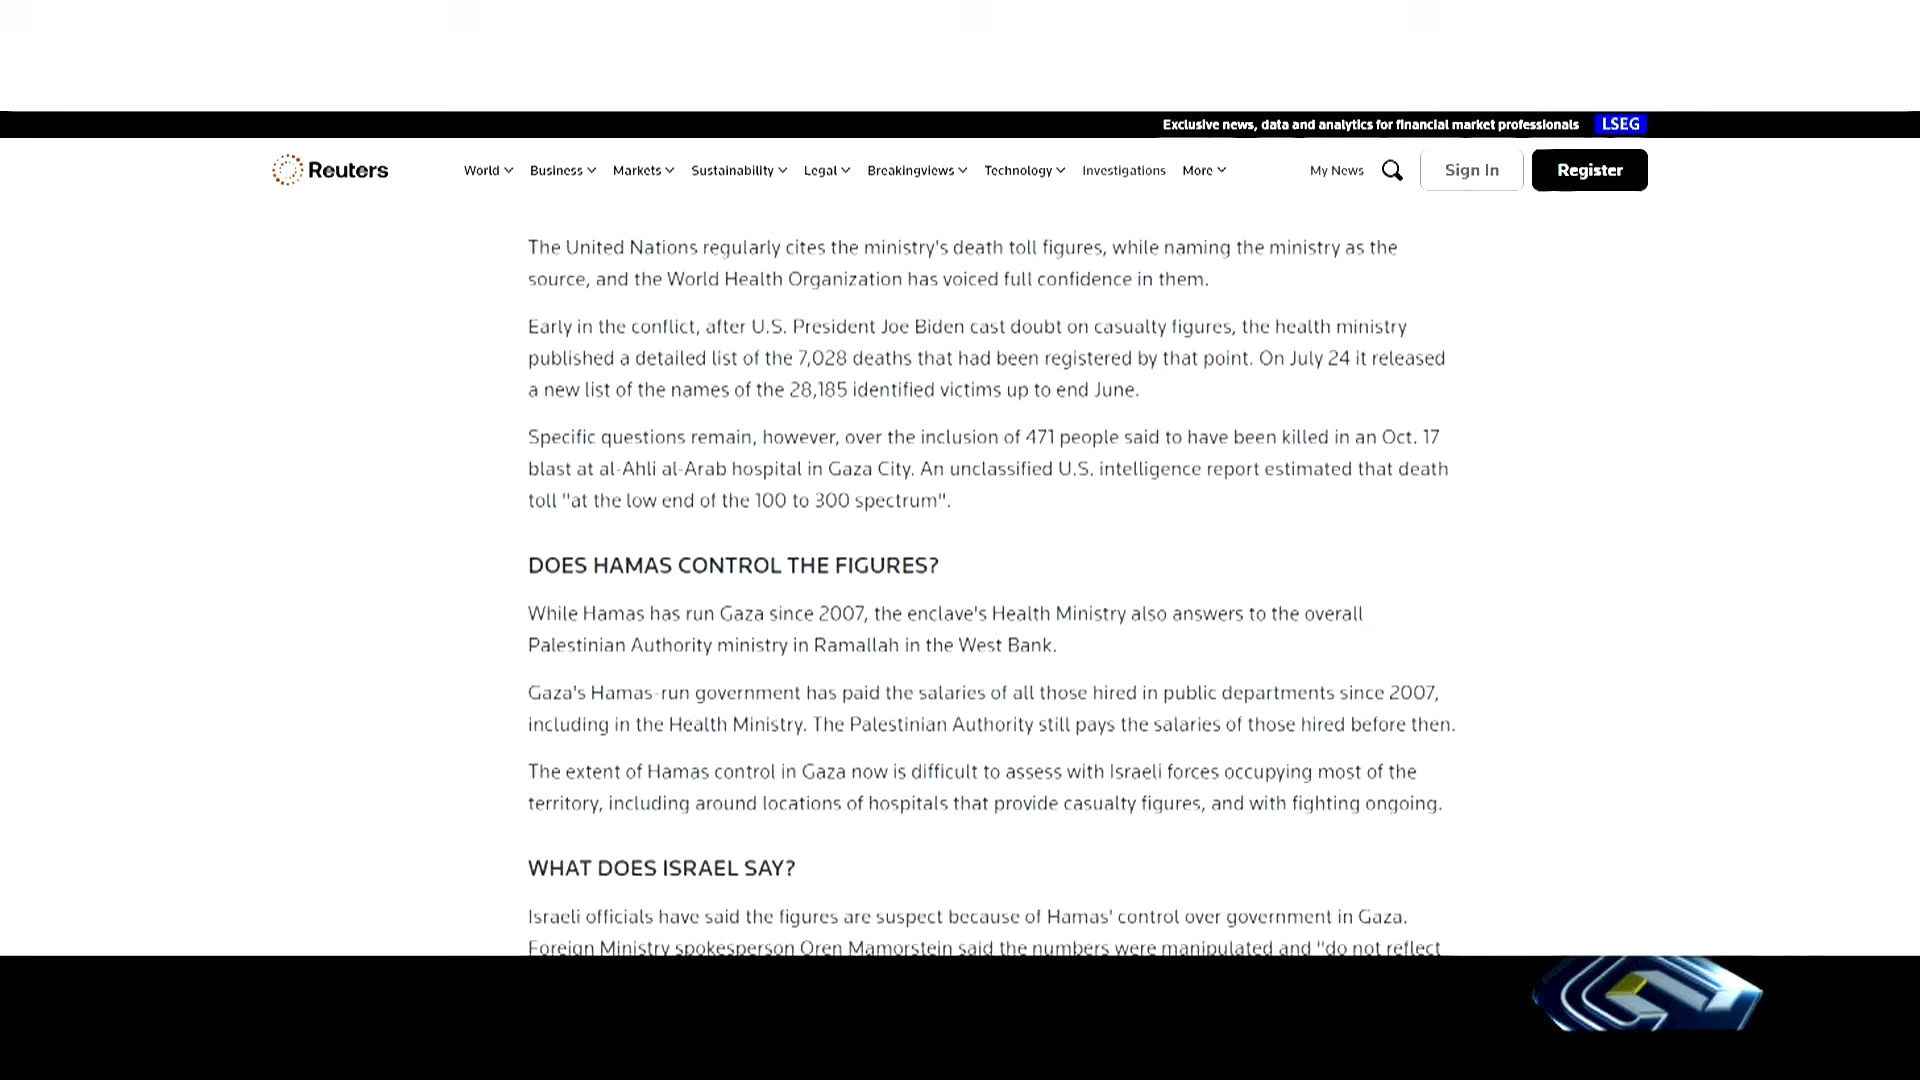 Exclusive news, data and analytics for financial market professionals LSEG
Reuters World Business Markets Sustainability Legal Breakingviews Technology Investigations More My News Sign In Register
The United Nations regularly cites the ministry's death toll figures, while naming the ministry as the
source, and the World Health Organization has voiced full confidence in them.
Early in the conflict, after U.S. President Joe Biden cast doubt on casualty figures, the health ministry
published a detailed list of the 7,028 deaths that had been registered by that point. On July 24 it released
a new list of the names of the 28,185 identified victims up to end June.
Specific questions remain, however, over the inclusion of 471 people said to have been killed in an Oct. 17
blast at al-Ahli al-Arab hospital in Gaza City. An unclassified U.S. intelligence report estimated that death
toll "at the low end of the 100 to 300 spectrum".
DOES HAMAS CONTROL THE FIGURES?
While Hamas has run Gaza since 2007, the enclave's Health Ministry also answers to the overall
Palestinian Authority ministry in Ramallah in the West Bank.
Gaza's Hamas-run government has paid the salaries of all those hired in public departments since 2007,
including in the Health Ministry. The Palestinian Authority still pays the salaries of those hired before then.
The extent of Hamas control in Gaza now is difficult to assess with Israeli forces occupying most of the
territory, including around locations of hospitals that provide casualty figures, and with fighting ongoing.
WHAT DOES ISRAEL SAY?
Israeli officials have said the figures are suspect because of Hamas' control over government in Gaza.
Foreign Ministry spokesperson Oren Mamorstein said the numbers were manipulated and "do not reflect